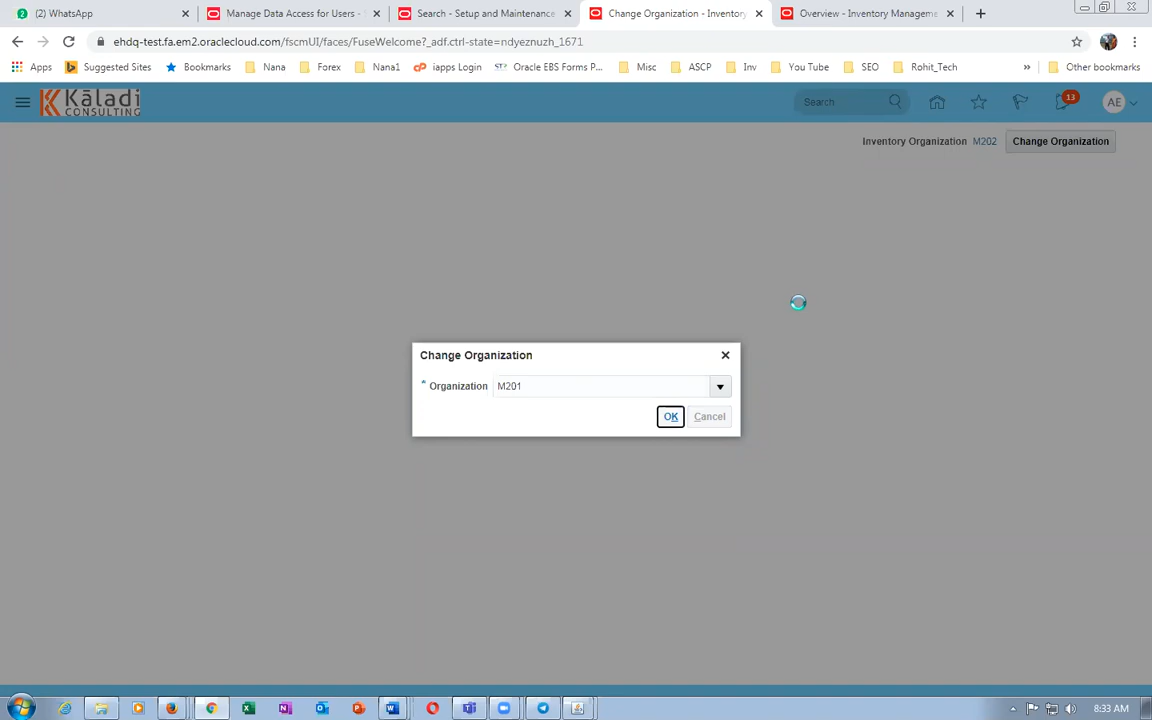 (2) WhatsApp
Manage Data Access for Users -
Search - Setup and Maintenance
Change Organization - Inventory
Overview - Inventory Manageme
ehdq-test.fa.em2.oraclecloud.com/fscmUI/faces/FuseWelcome?_adf.ctrl-state=ndyeznuzh_1671
Apps
Suggested Sites
Bookmarks
Nana
Forex
Nana1
iapps Login
Oracle EBS Forms P...
Misc
ASCP
Inv
You Tube
SEO
Rohit_Tech
»
Other bookmarks
Kāladi
CONSULTING
Search
13
AE
Inventory Organization M202 Change Organization
Change Organization
* Organization M201
OK Cancel
8:33 AM